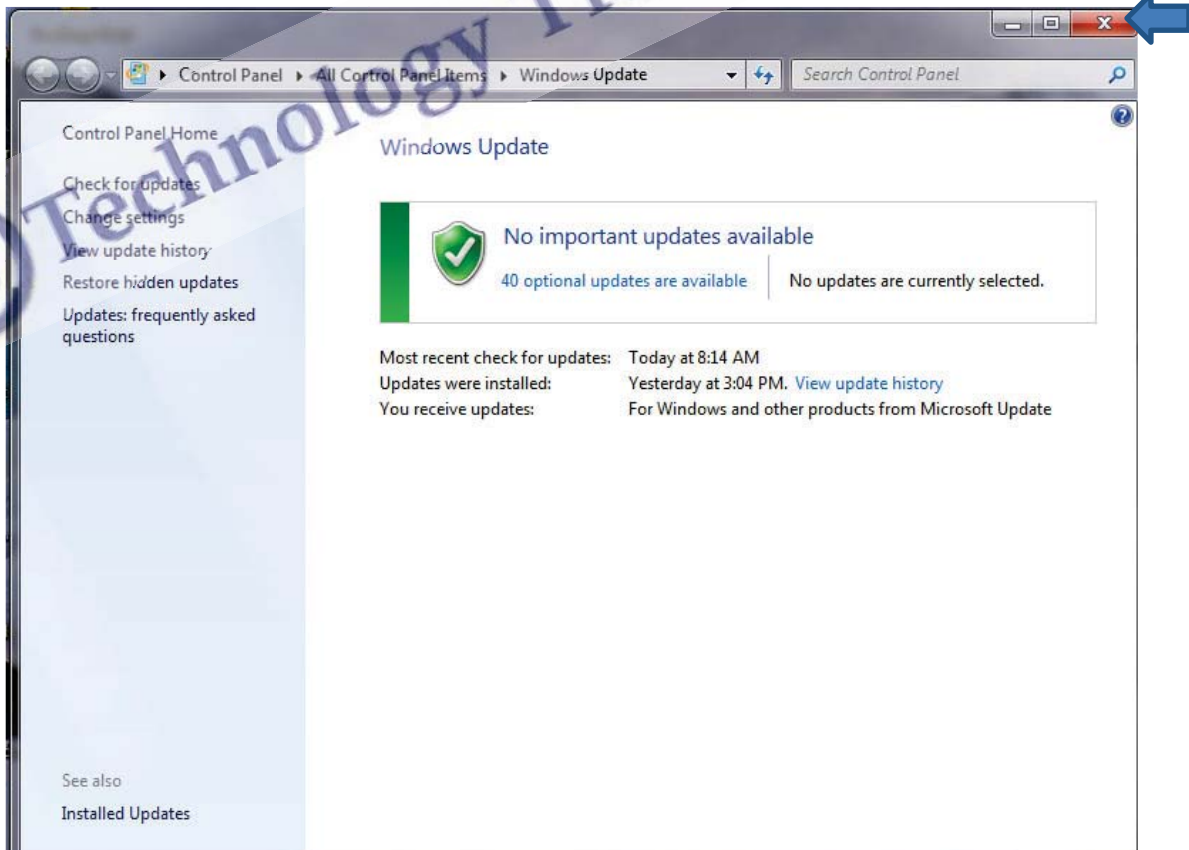 Control Panel ▸ All Control Panel Items ▸ Windows Update
Search Control Panel
Control Panel Home
Check for updates
Change settings
View update history
Restore hidden updates
Updates: frequently asked
questions
See also
Installed Updates
Windows Update
No important updates available
40 optional updates are available
No updates are currently selected.
Most recent check for updates: Today at 8:14 AM
Updates were installed: Yesterday at 3:04 PM. View update history
You receive updates: For Windows and other products from Microsoft Update
Technology